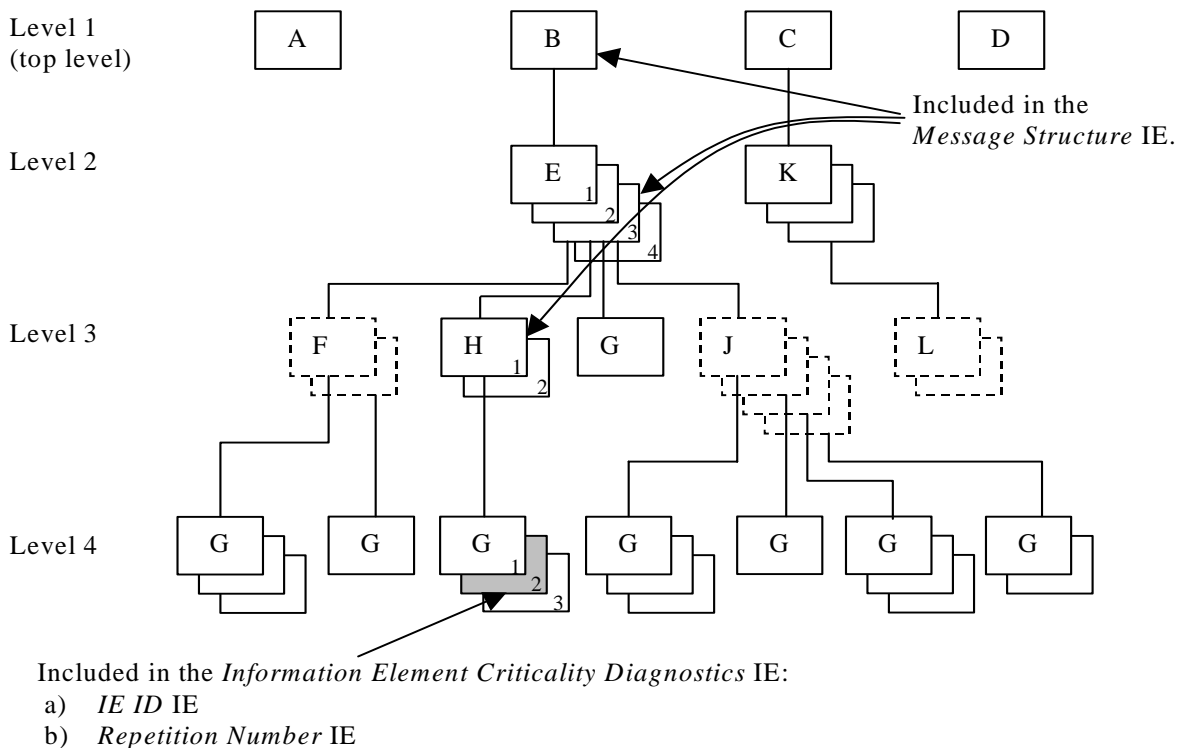 Level 1
(top level)
A
B
C
D
Included in the
Message Structure IE.
Level 2
E
1
2
3
4
K
Level 3
F
H
1
2
G
J
L
Level 4
G
G
G
1
2
3
G
G
G
G
Included in the Information Element Criticality Diagnostics IE:
a) IE ID IE
b) Repetition Number IE